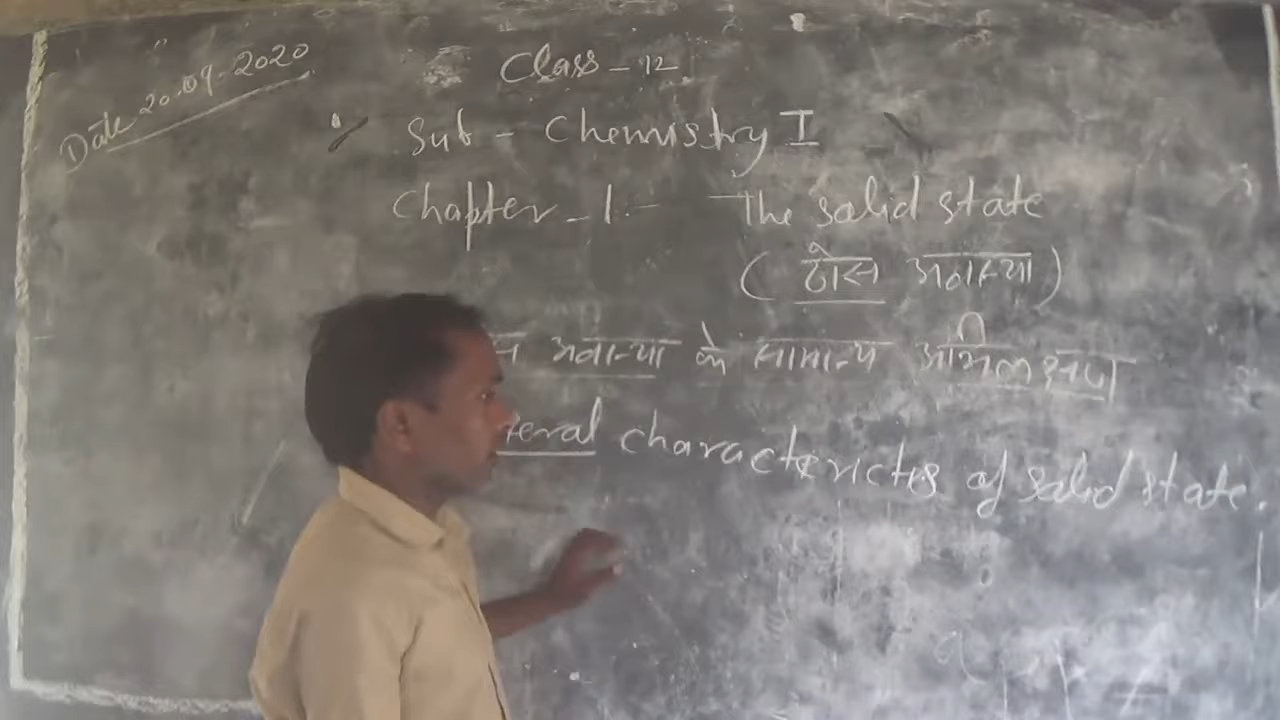 Date 20.09-2020
Class - 12
Sub - Chemistry I
Chapter - 1 - The solid state
( ठोस अवस्था )
अवस्था के सामान्य अभिलक्षण
characterictis of solid state.